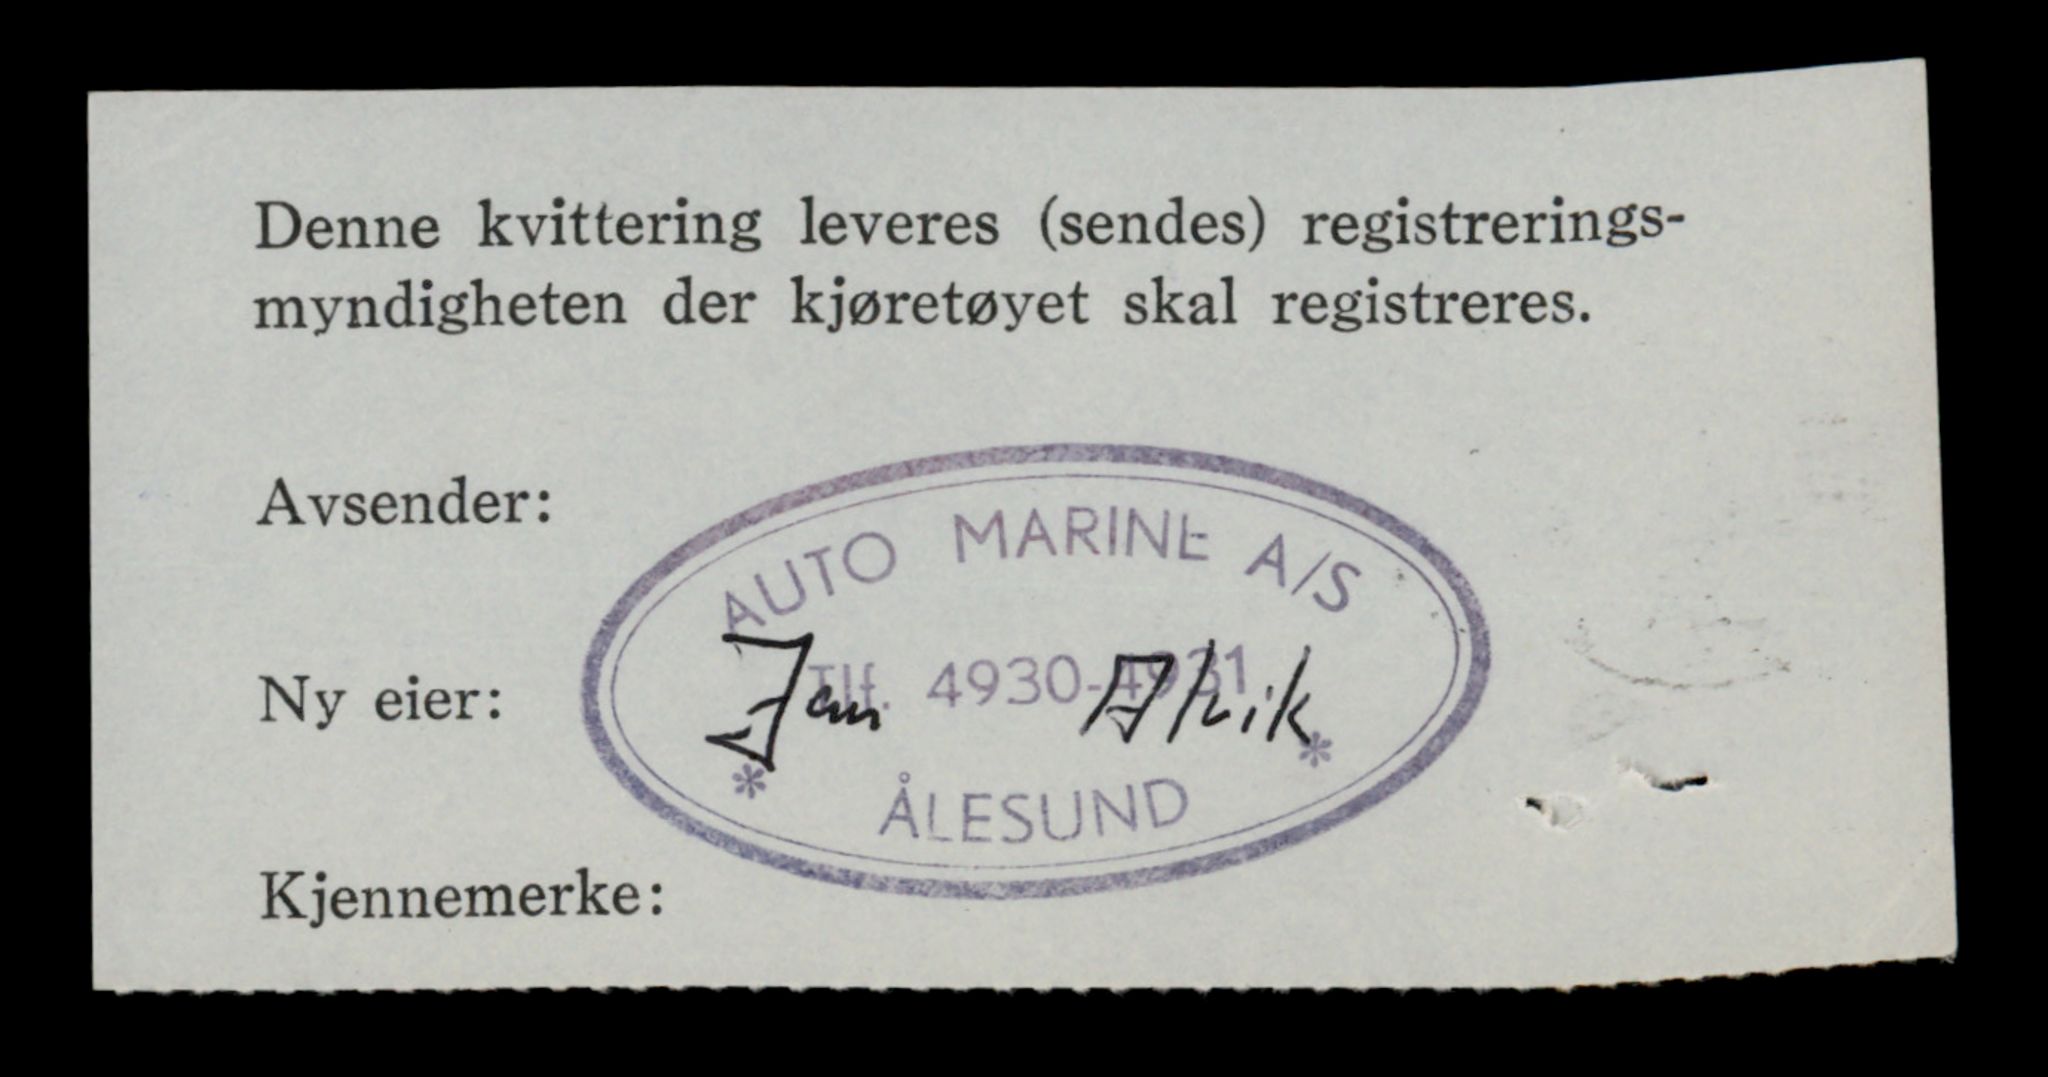 Denne kvittering leveres (sendes) registrerings-
myndigheten der kjøretøyet skal registreres.
Avsender:
AUTO MARINE A/S
Ny eier: Jan
Tlf. 4930-4931
* *
ÅLESUND
Kjennemerke: